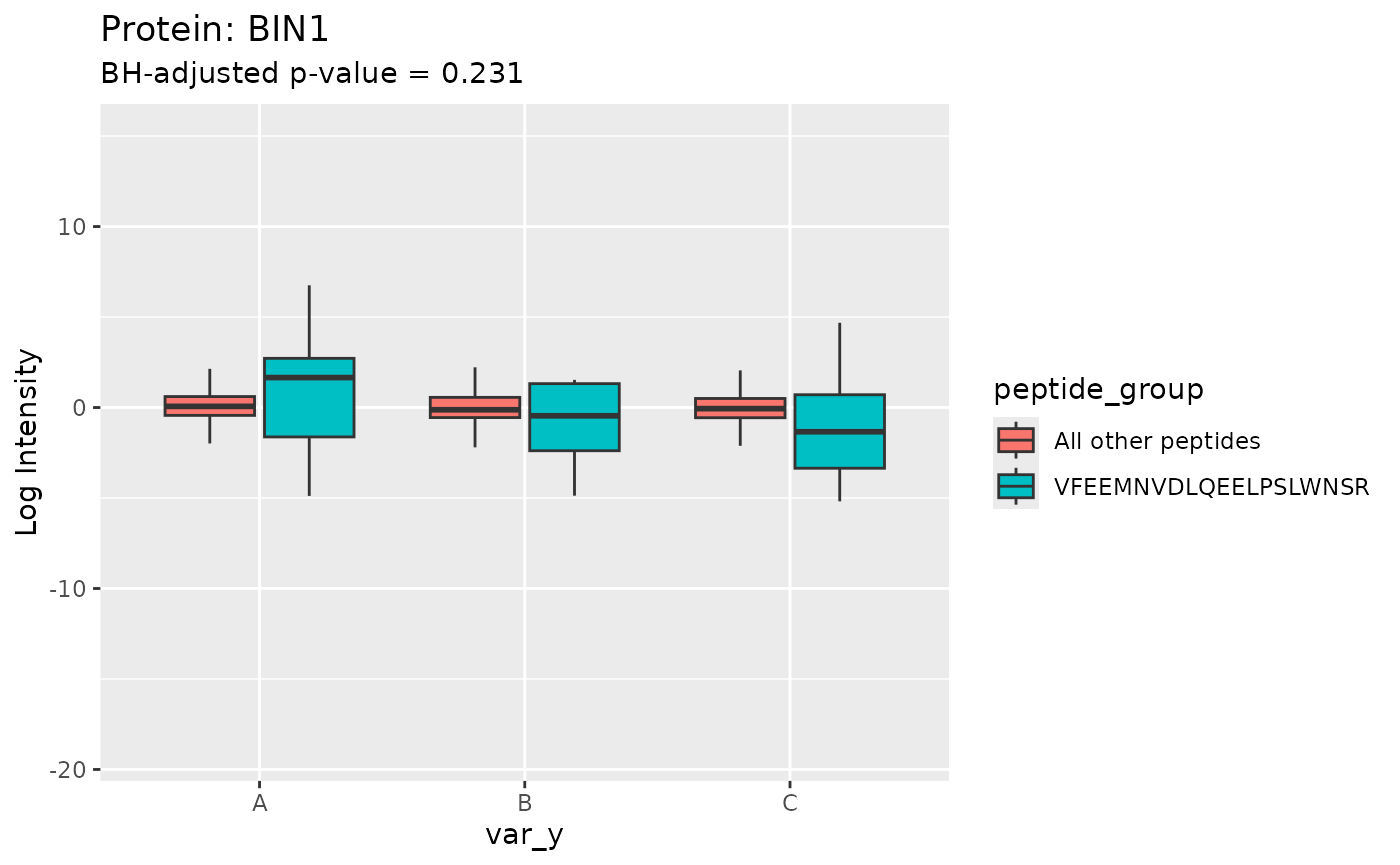 Protein: BIN1
BH-adjusted p-value = 0.231
10
0
-10
-20
Log Intensity
A
B
C
var_y
peptide_group
All other peptides
VFEEMNVDLQEELPSLWNSR